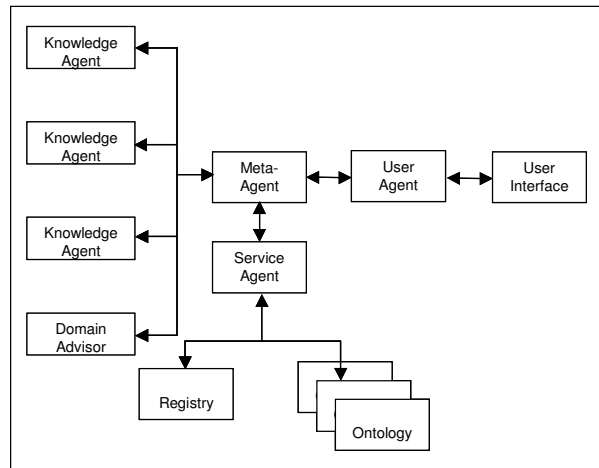 Knowledge
Agent
Knowledge
Agent
Knowledge
Agent
Domain
Advisor
Meta-
Agent
User
Agent
User
Interface
Service
Agent
Registry
Ontology